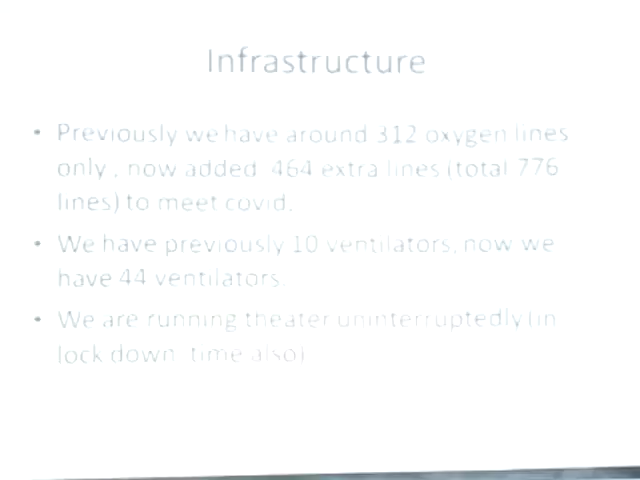 Infrastructure
• Previously we have around 312 oxygen lines
only , now added 464 extra lines (total 776
lines) to meet covid.
• We have previously 10 ventilators, now we
have 44 ventilators.
• We are running theater uninterruptedly (in
lock down time also)